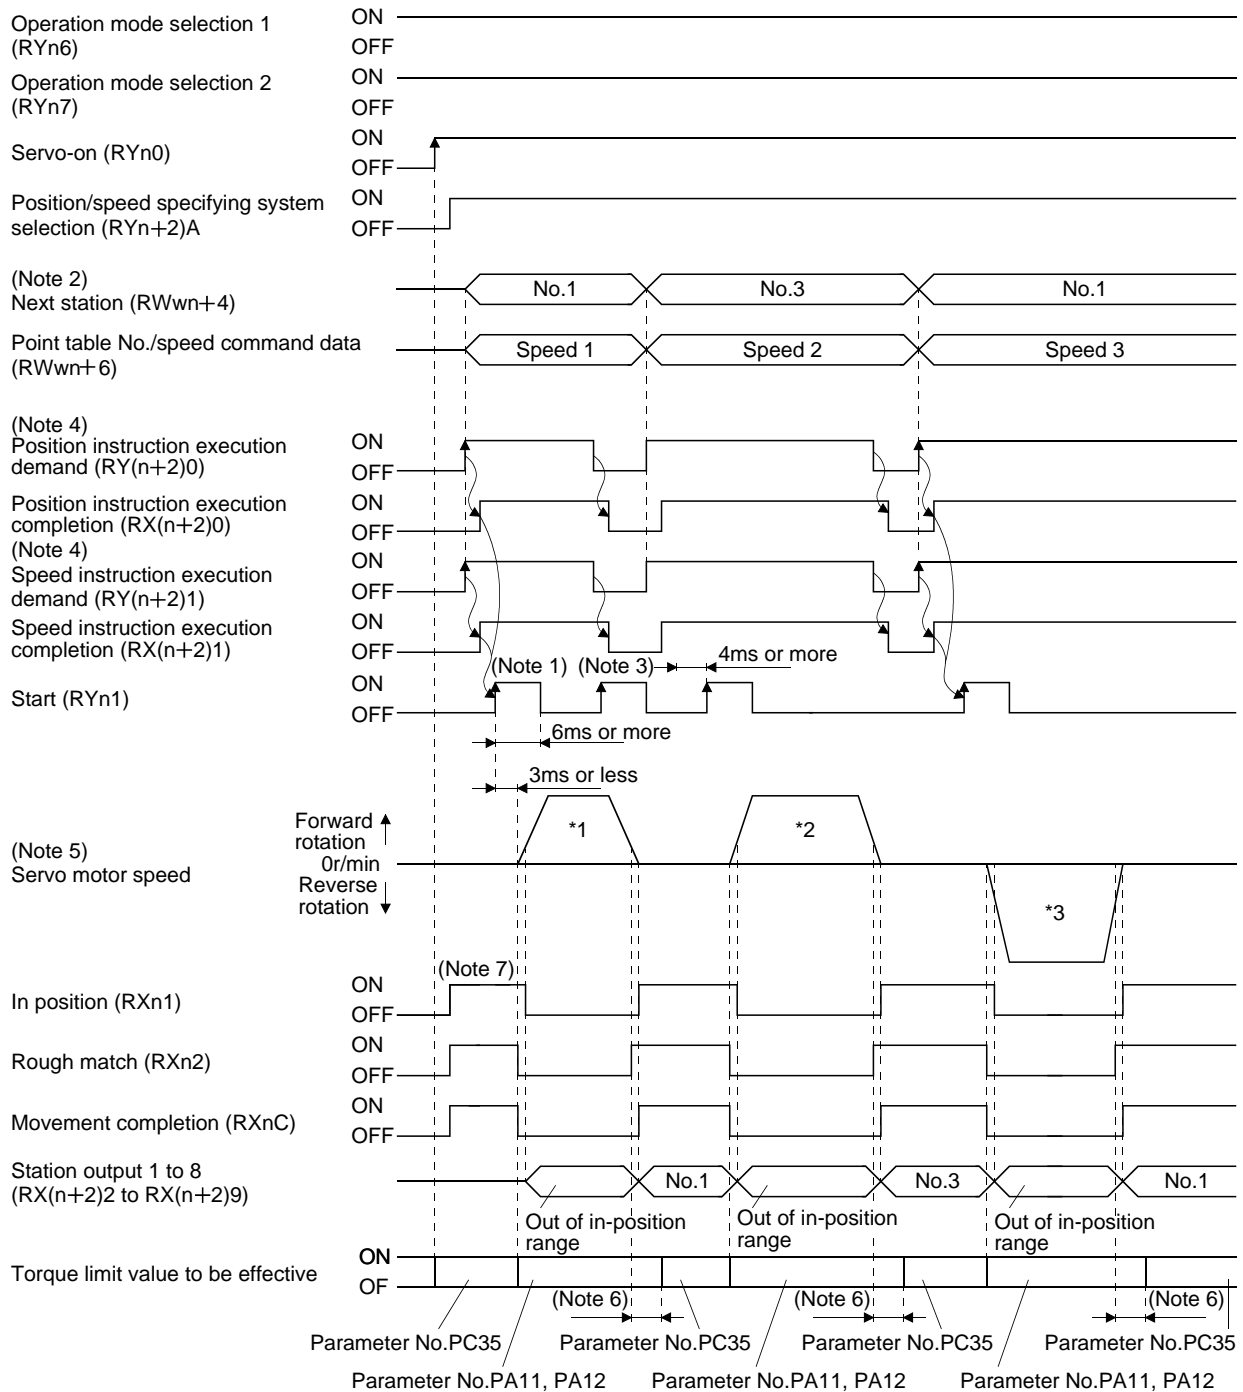 Operation mode selection 1
(RYn6)
ON
OFF
Operation mode selection 2
(RYn7)
ON
OFF
Servo-on (RYn0)
ON
OFF
Position/speed specifying system
selection (RYn+2)A
ON
OFF
(Note 2)
Next station (RWwn+4)
No.1
No.3
No.1
Point table No./speed command data
(RWwn+6)
Speed 1
Speed 2
Speed 3
(Note 4)
Position instruction execution
demand (RY(n+2)0)
ON
OFF
Position instruction execution
completion (RX(n+2)0)
ON
OFF
(Note 4)
Speed instruction execution
demand (RY(n+2)1)
ON
OFF
Speed instruction execution
completion (RX(n+2)1)
ON
OFF
(Note 1)
(Note 3)
4ms or more
Start (RYn1)
ON
OFF
6ms or more
3ms or less
(Note 5)
Servo motor speed
Forward
rotation
0r/min
Reverse
rotation
*1
*2
*3
(Note 7)
In position (RXn1)
ON
OFF
Rough match (RXn2)
ON
OFF
Movement completion (RXnC)
ON
OFF
Station output 1 to 8
(RX(n+2)2 to RX(n+2)9)
No.1
No.3
No.1
Out of in-position
range
Out of in-position
range
Out of in-position
range
Torque limit value to be effective
ON
OF
(Note 6)
(Note 6)
(Note 6)
Parameter No.PC35
Parameter No.PC35
Parameter No.PC35
Parameter No.PC35
Parameter No.PA11, PA12
Parameter No.PA11, PA12
Parameter No.PA11, PA12